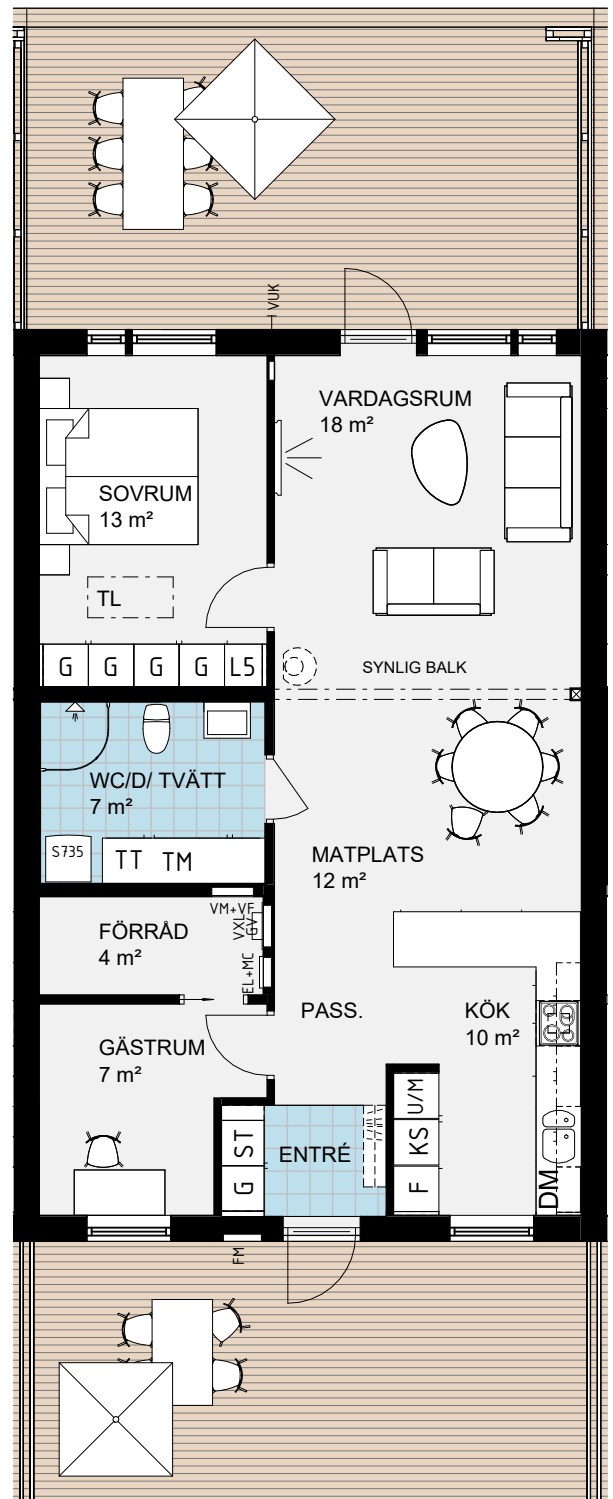 VUK
VARDAGSRUM
18 m²
SOVRUM
13 m²
TL
G G G G L5
SYNLIG BALK
WC/D/ TVÄTT
7 m²
S735
TT TM
MATPLATS
12 m²
VM+VF
VXL
GV
FÖRRÅD
4 m²
EL+MC
PASS.
KÖK
10 m²
GÄSTRUM
7 m²
U/M
ST
KS
ENTRÉ
G
F
DM
FM